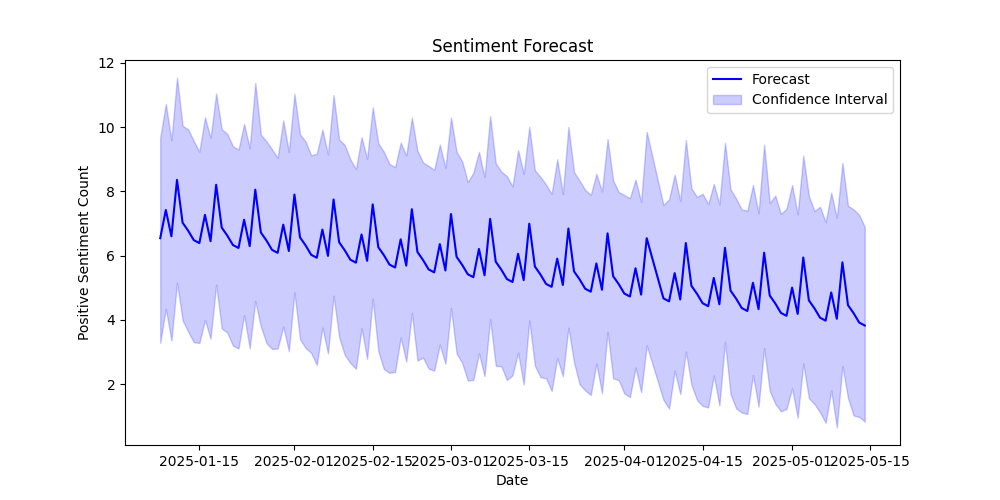 Sentiment Forecast
Forecast
Confidence Interval
Positive Sentiment Count
12
10
8
6
4
2
2025-01-15 2025-02-01 2025-02-15 2025-03-01 2025-03-15 2025-04-01 2025-04-15 2025-05-01 2025-05-15
Date